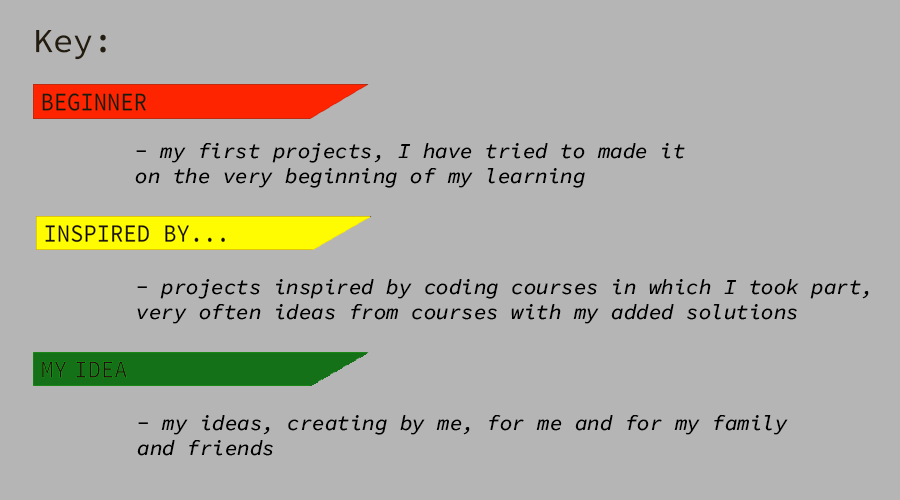 Key:
BEGINNER
- my first projects, I have tried to made it
on the very beginning of my learning
INSPIRED BY...
- projects inspired by coding courses in which I took part,
very often ideas from courses with my added solutions
MY IDEA
- my ideas, creating by me, for me and for my family
and friends